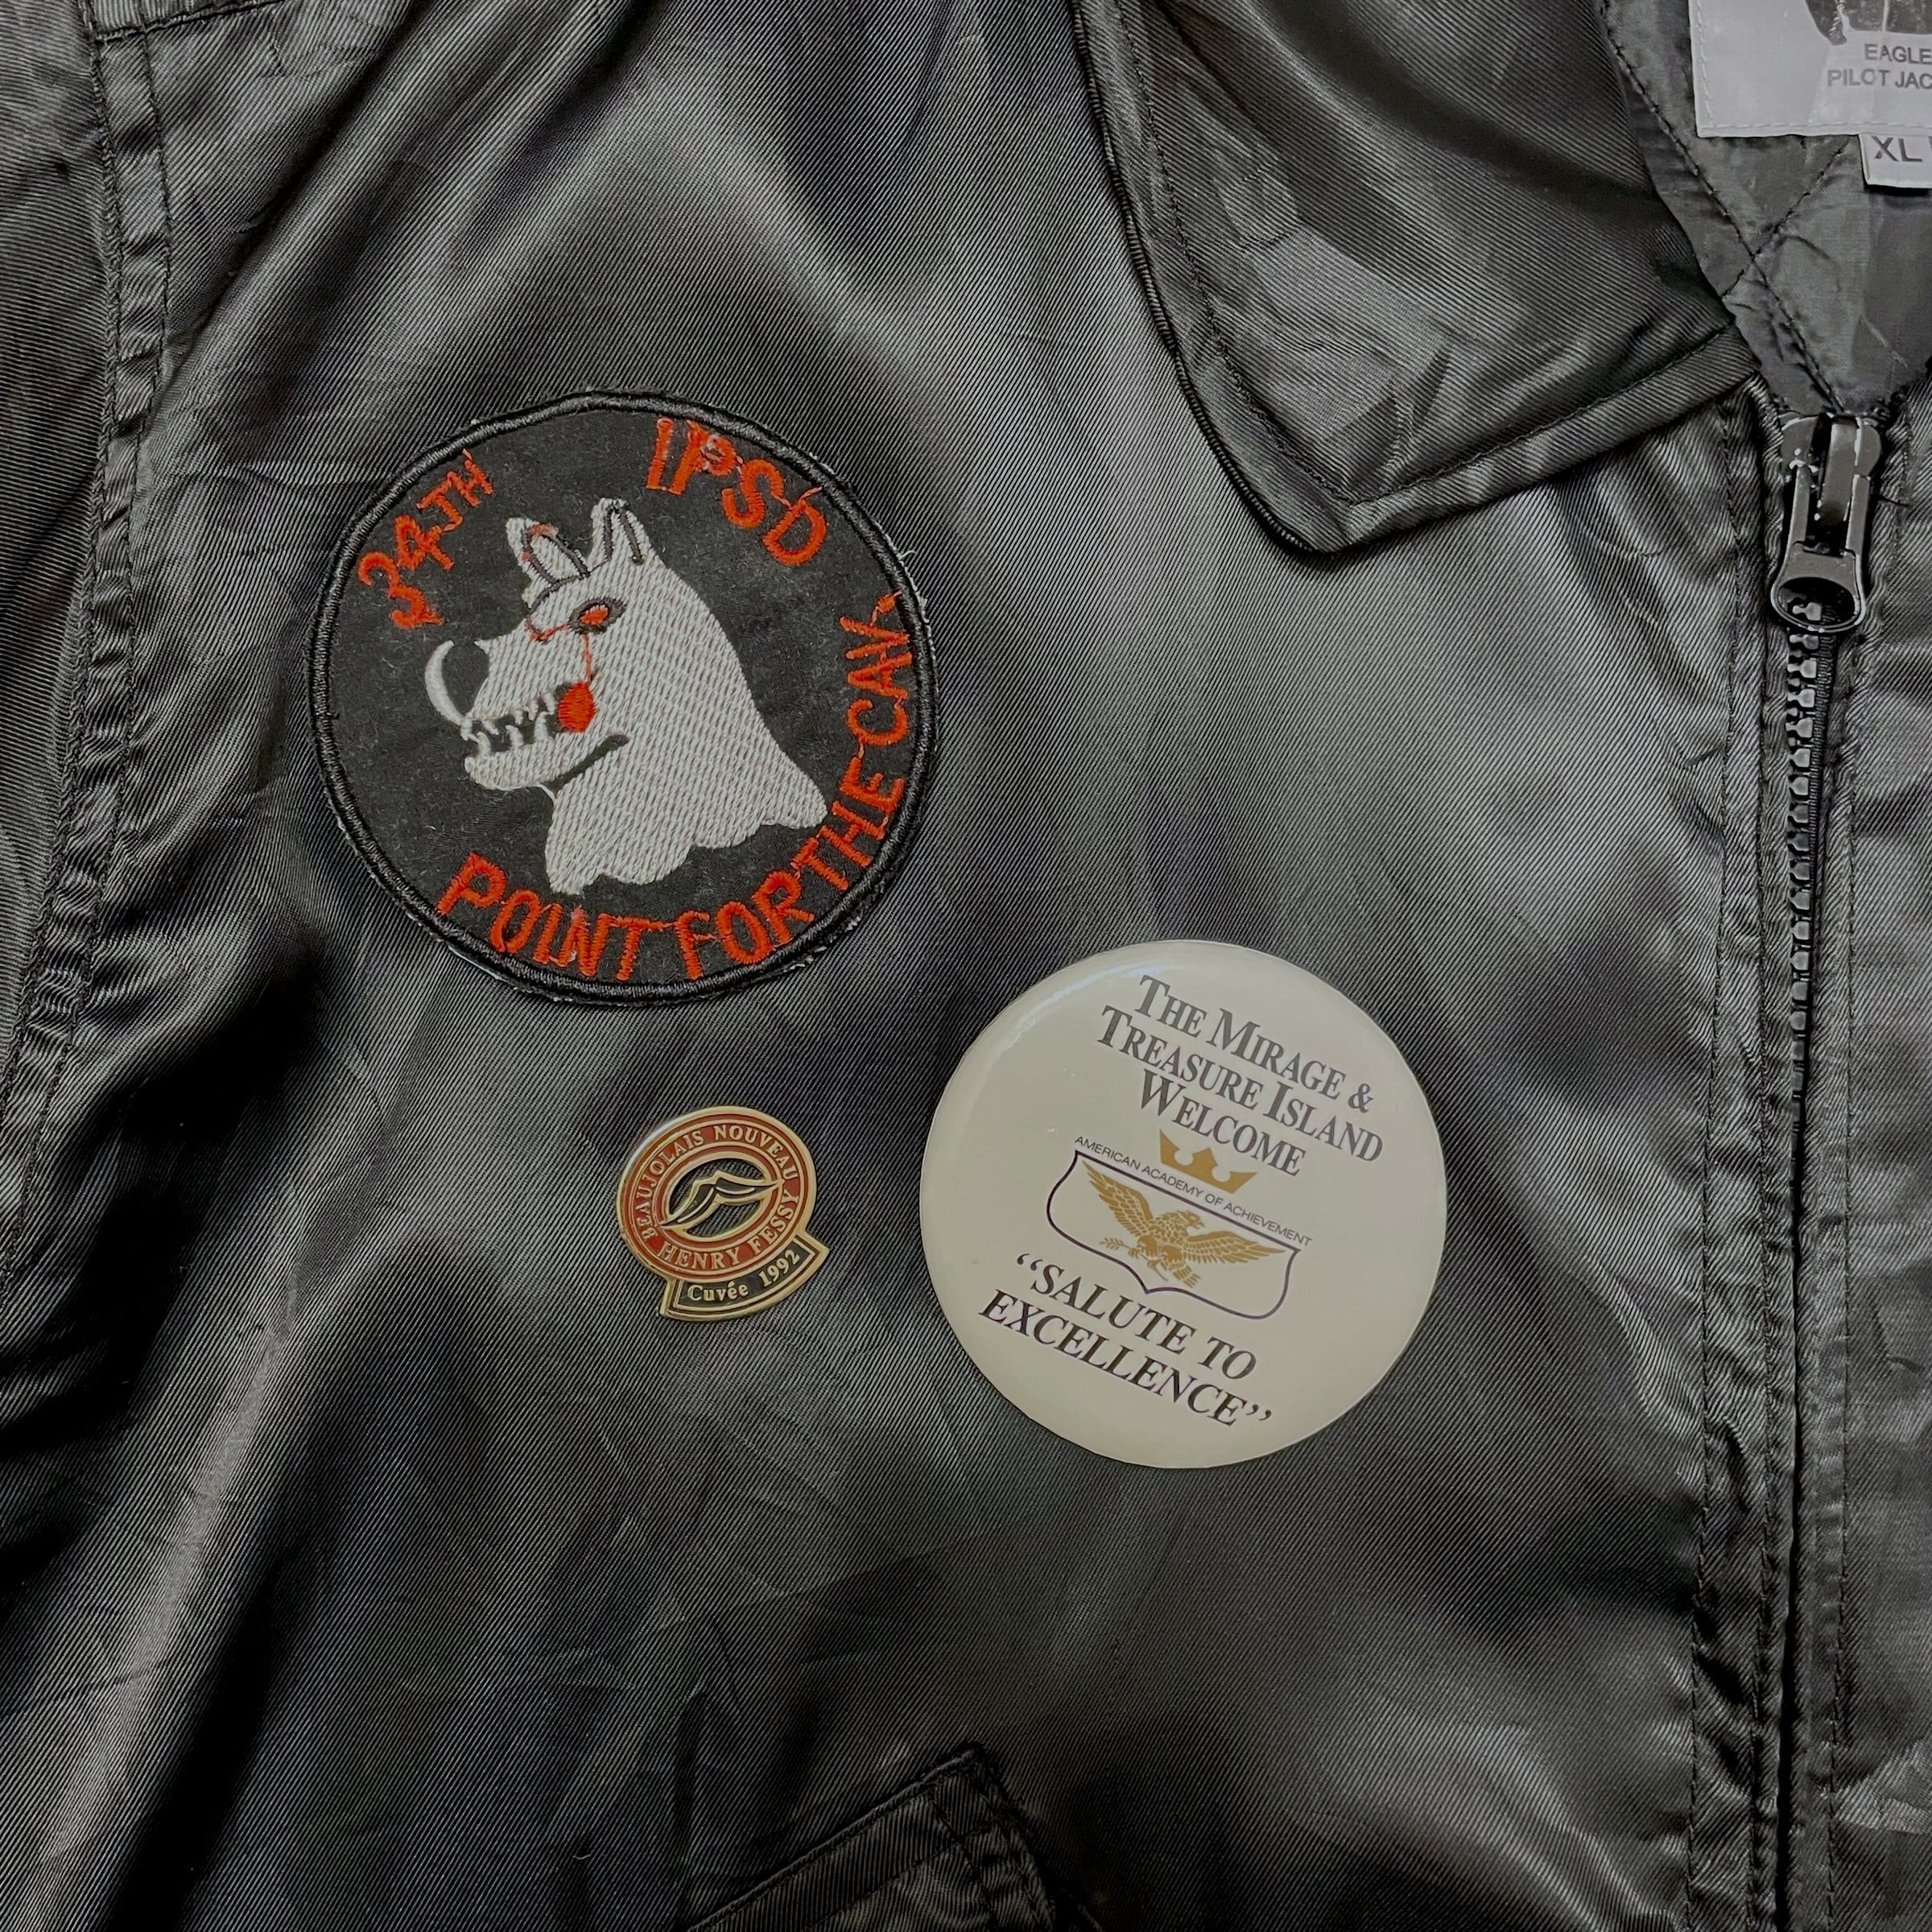 EAGLE
PILOT JAC
XL
34TH IPSD
POINT FOR THE CAV.
THE MIRAGE &
TREASURE ISLAND
WELCOME
AMERICAN ACADEMY OF ACHIEVEMENT
“SALUTE TO
EXCELLENCE”
BEAUJOLAIS NOUVEAU
HENRY FESSY
Cuvée 1992